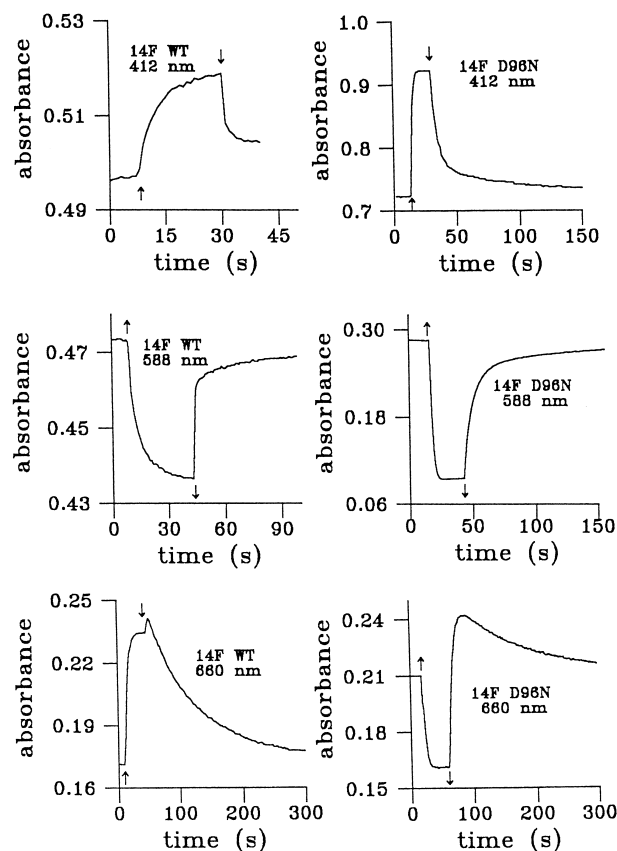 0.53
0.51
0.49
absorbance
14F WT
412 nm
0 15 30 45
time (s)
1.0
0.9
0.8
0.7
absorbance
14F D96N
412 nm
0 50 100 150
time (s)
0.47
0.45
0.43
absorbance
14F WT
588 nm
0 30 60 90
time (s)
0.30
0.18
0.06
absorbance
14F D96N
588 nm
0 50 100 150
time (s)
0.25
0.22
0.19
0.16
absorbance
14F WT
660 nm
0 100 200 300
time (s)
0.24
0.21
0.18
0.15
absorbance
14F D96N
660 nm
0 100 200 300
time (s)